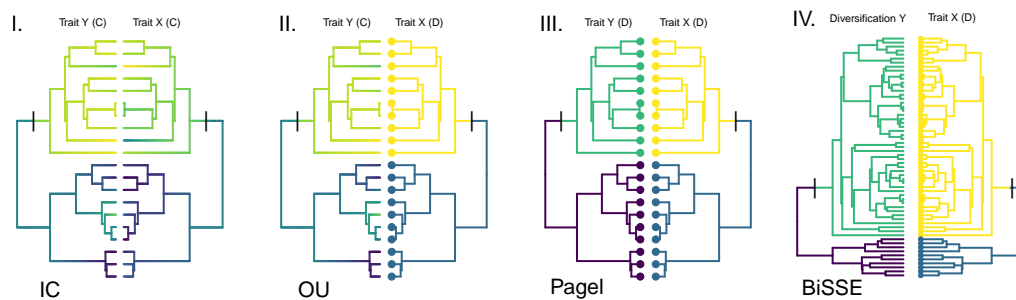 I.
Trait Y (C) Trait X (C)
IC
II.
Trait Y (C) Trait X (D)
OU
III.
Trait Y (D) Trait X (D)
Pagel
IV.
Diversification Y Trait X (D)
BiSSE